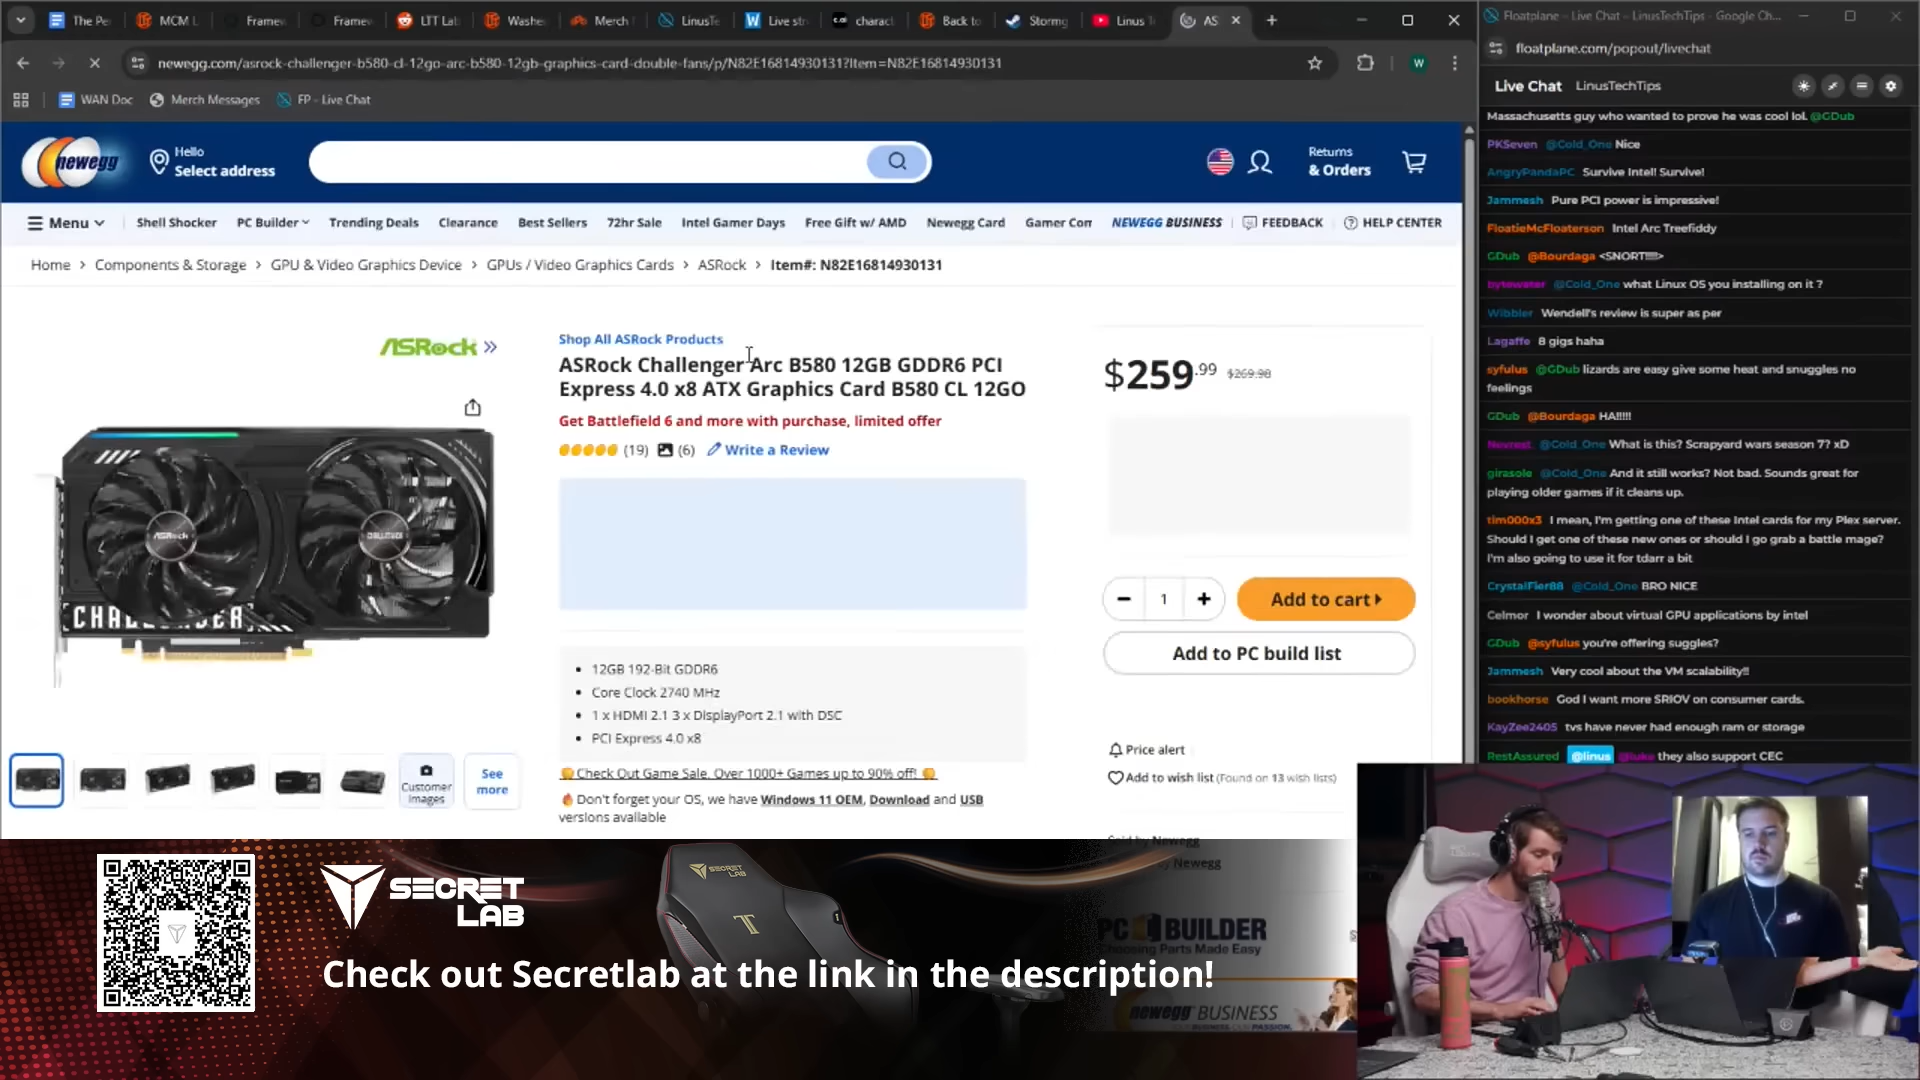 The Pe
MCM L
Framew
Framew
LTT Lab
Washe
Merch
LinusTe
Live str
charact
Back to
Stormg
Linus T
AS
newegg.com/asrock-challenger-b580-cl-12go-arc-b580-12gb-graphics-card-double-fans/p/N82E16814930131?Item=N82E16814930131
W
WAN Doc
Merch Messages
FP - Live Chat
newegg
Hello
Select address
Returns
& Orders
Menu
Shell Shocker
PC Builder
Trending Deals
Clearance
Best Sellers
72hr Sale
Intel Gamer Days
Free Gift w/ AMD
Newegg Card
Gamer Com
NEWEGG BUSINESS
FEEDBACK
HELP CENTER
Home > Components & Storage > GPU & Video Graphics Device > GPUs / Video Graphics Cards > ASRock > Item#: N82E16814930131
ASRock
Shop All ASRock Products
ASRock Challenger Arc B580 12GB GDDR6 PCI
Express 4.0 x8 ATX Graphics Card B580 CL 12GO
Get Battlefield 6 and more with purchase, limited offer
(19) (6) Write a Review
12GB 192-Bit GDDR6
Core Clock 2740 MHz
1 x HDMI 2.1 3 x DisplayPort 2.1 with DSC
PCI Express 4.0 x8
Check Out Game Sale. Over 1000+ Games up to 90% off!
Don't forget your OS, we have Windows 11 OEM, Download and USB
versions available
ASRock
CHALLENGER
CHALLENGER
Customer
Images
See
more
$259.99 $269.98
1
Add to cart
Add to PC build list
Price alert
Add to wish list (Found on 13 wish lists)
Sold by Newegg
by Newegg
PC BUILDER
Choosing Parts Made Easy
newegg BUSINESS
Floatplane - Live Chat - LinusTechTips - Google Ch...
floatplane.com/popout/livechat
Live Chat LinusTechTips
Massachusetts guy who wanted to prove he was cool lol. @GDub
PKSeven @Cold_One Nice
AngryPandaPC Survive Intel! Survive!
Jammesh Pure PCI power is impressive!
FloatieMcFloaterson Intel Arc Treefiddy
GDub @Bourdaga <SNORT!!!!>
bytowater @Cold_One what Linux OS you installing on it ?
Wibbler Wendell's review is super as per
Lagaffe 8 gigs haha
syfulus @GDub lizards are easy give some heat and snuggles no
feelings
GDub @Bourdaga HA!!!!!
Nevrest @Cold_One What is this? Scrapyard wars season 7? xD
girasole @Cold_One And it still works? Not bad. Sounds great for
playing older games if it cleans up.
tim000x3 I mean, I'm getting one of these Intel cards for my Plex server.
Should I get one of these new ones or should I go grab a battle mage?
I'm also going to use it for tdarr a bit
CrystalFier88 @Cold_One BRO NICE
Celmor I wonder about virtual GPU applications by intel
GDub @syfulus you're offering suggles?
Jammesh Very cool about the VM scalability!!
bookhorse God I want more SRIOV on consumer cards.
KayZee2405 tvs have never had enough ram or storage
RestAssured @linus @luke they also support CEC
SECRET
LAB
SECRET
LAB
Check out Secretlab at the link in the description!